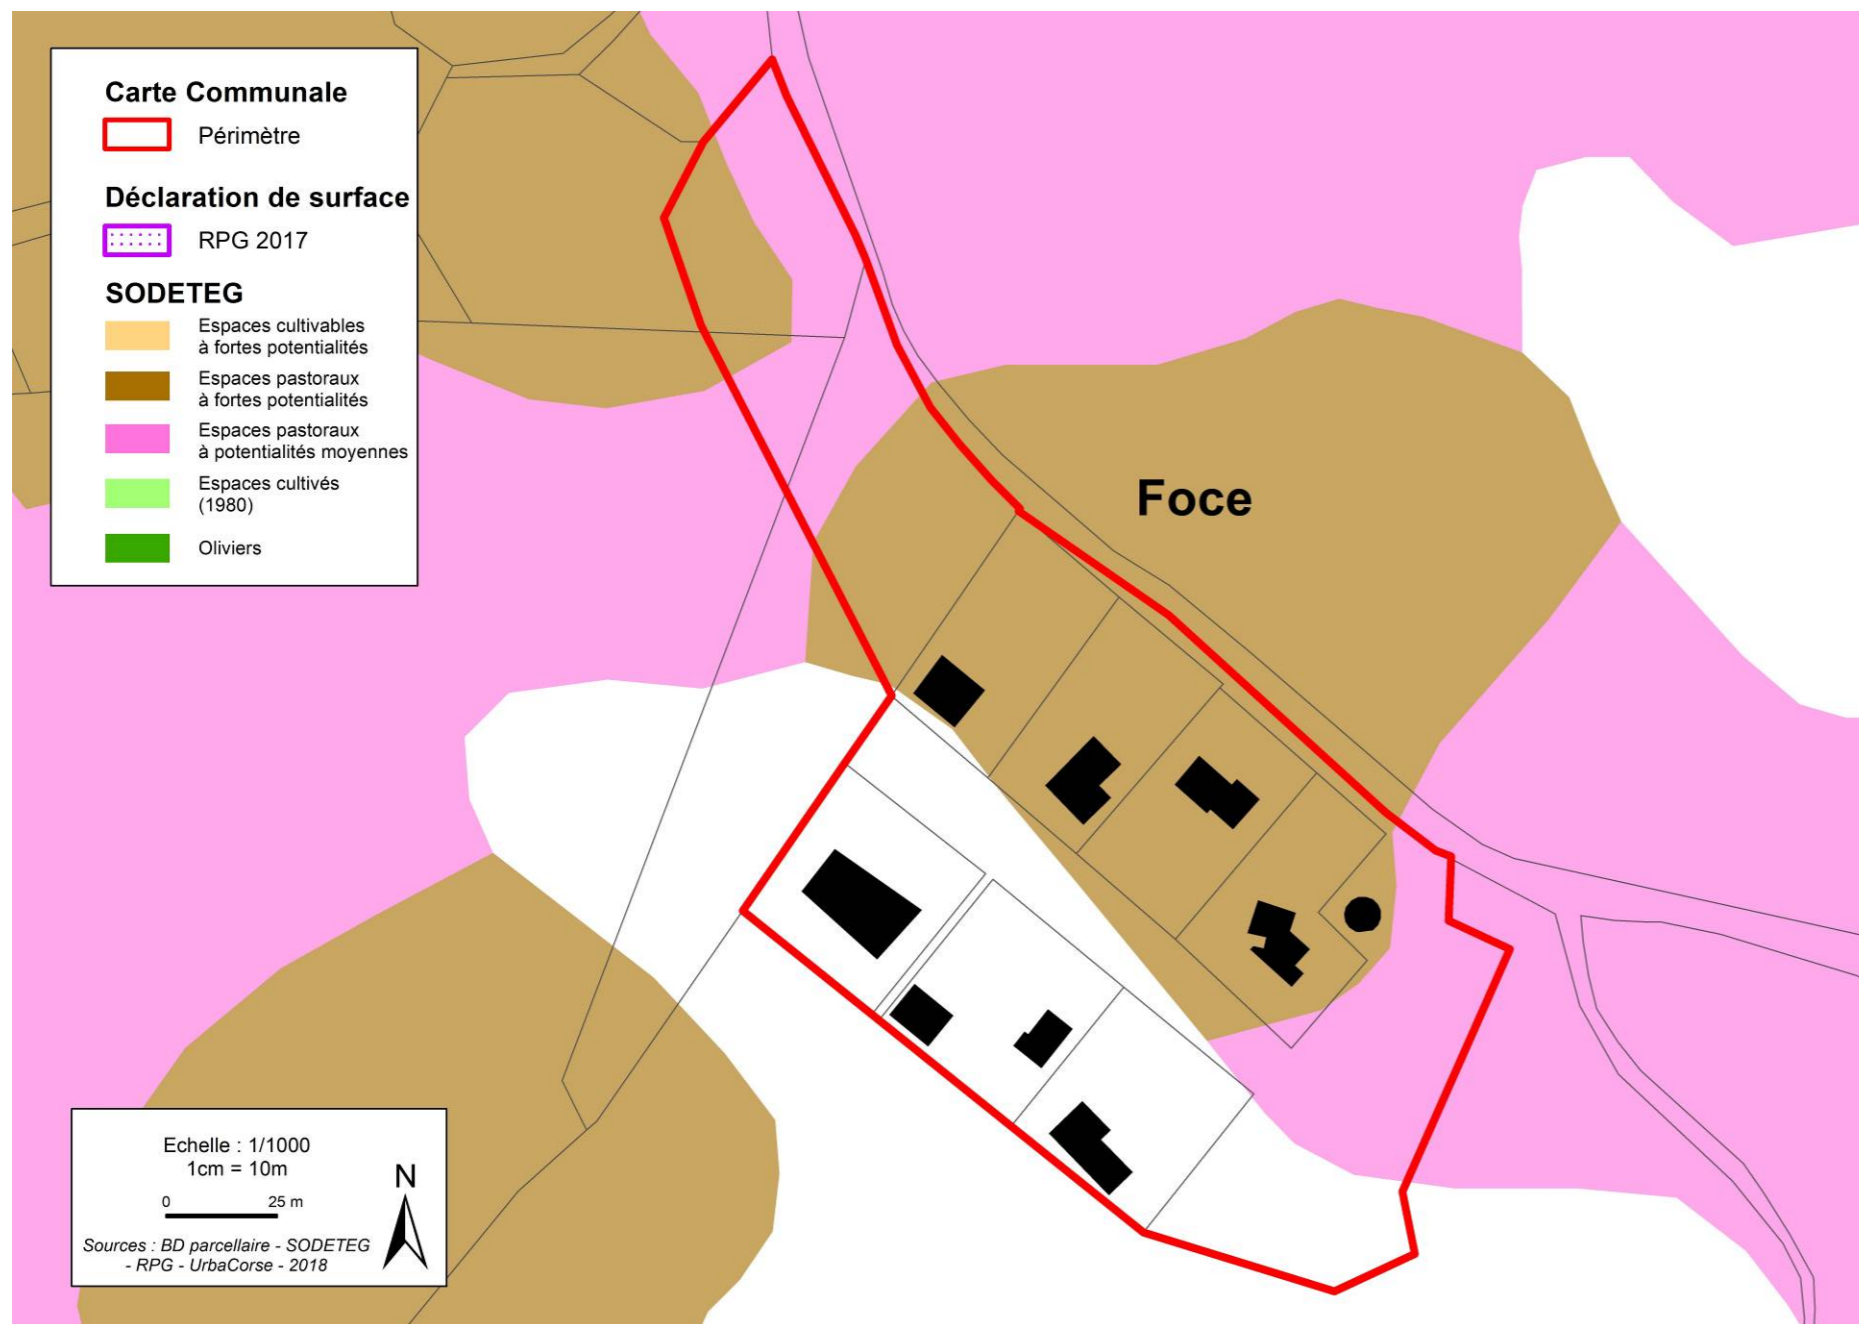 Carte Communale
Périmètre
Déclaration de surface
RPG 2017
SODETEG
Espaces cultivables
à fortes potentialités
Espaces pastoraux
à fortes potentialités
Espaces pastoraux
à potentialités moyennes
Espaces cultivés
(1980)
Oliviers
Foce
Echelle : 1/1000
1cm = 10m
0 25 m
N
Sources : BD parcellaire - SODETEG
- RPG - UrbaCorse - 2018